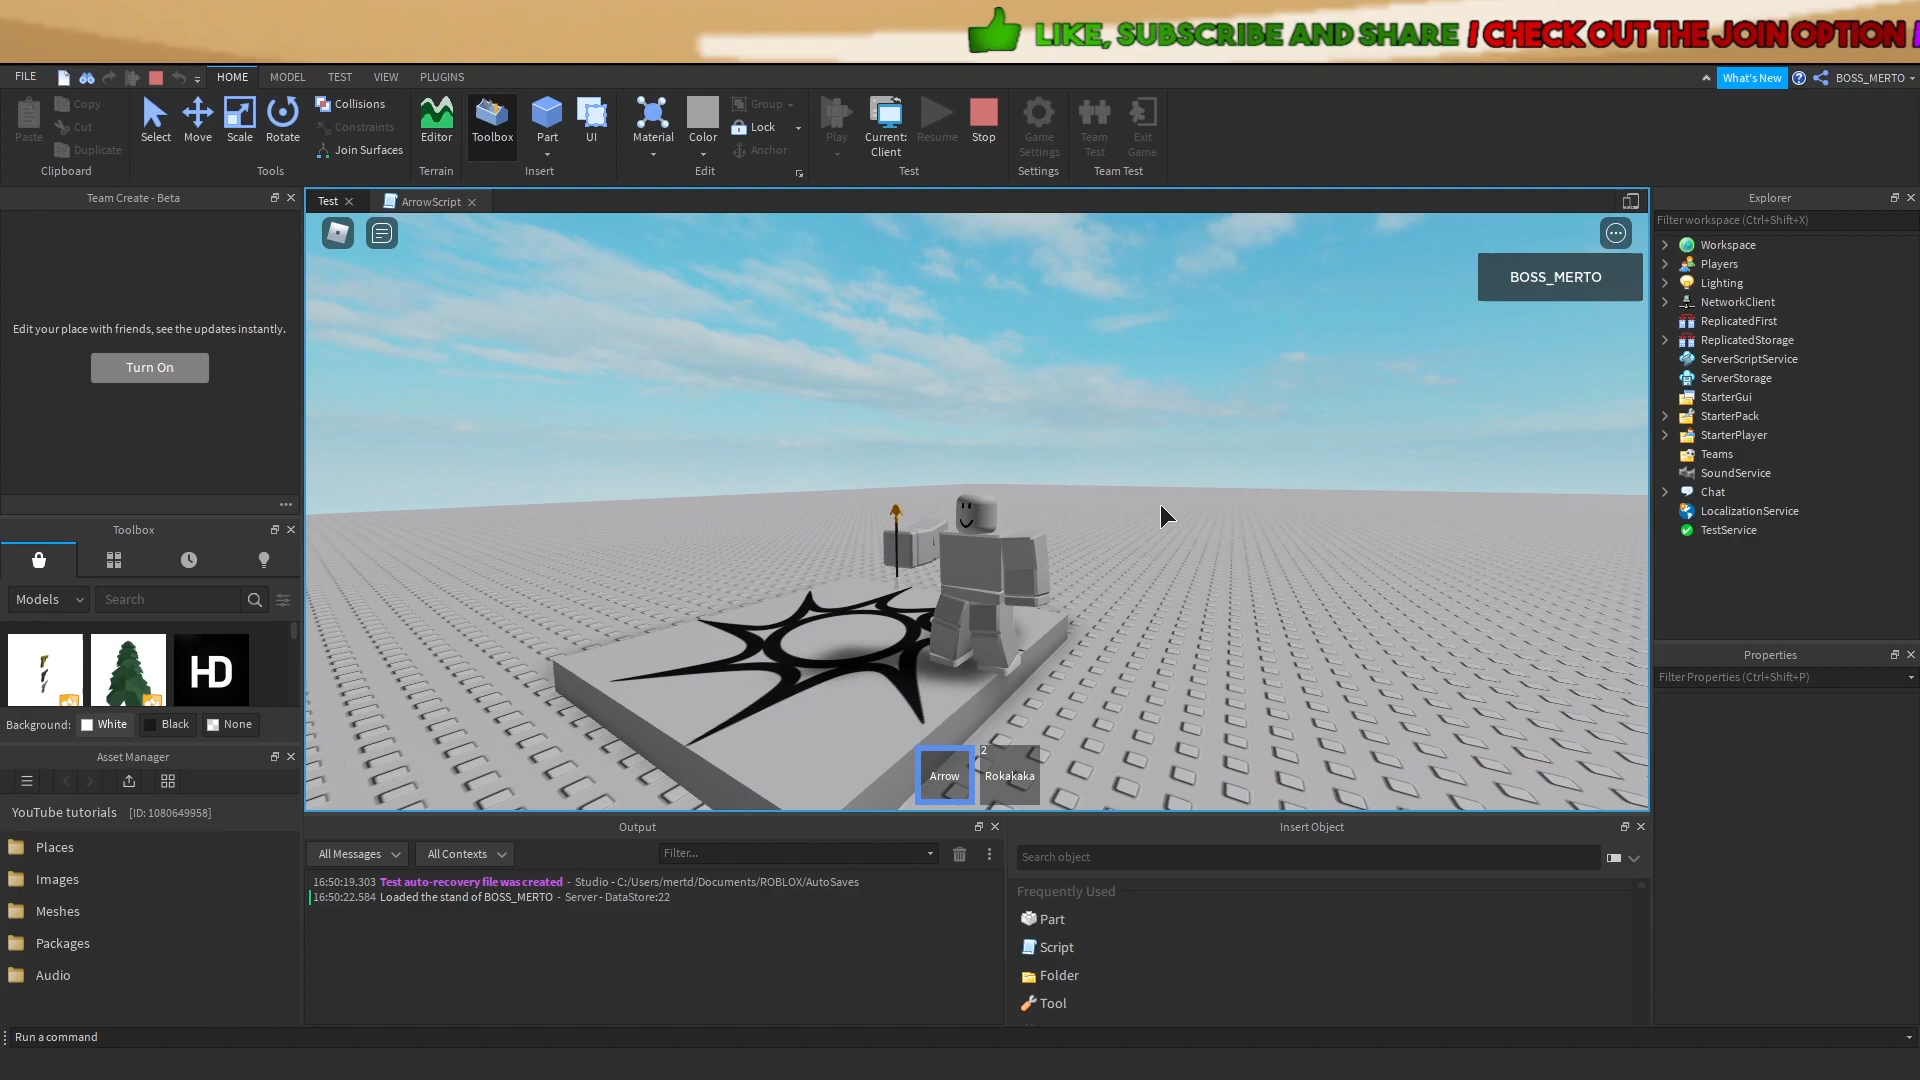 LIKE, SUBSCRIBE AND SHARE ! CHECK OUT THE JOIN OPTION
FILE HOME MODEL TEST VIEW PLUGINS What's New BOSS_MERTO
Paste Copy Cut Duplicate
Clipboard
Select Move Scale Rotate Collisions Constraints Join Surfaces
Tools
Editor
Terrain
Toolbox Part UI
Insert
Material Color Group Lock Anchor
Edit
Play Current: Client Resume Stop
Test
Game Settings
Settings
Team Test Exit Game
Team Test
Team Create - Beta
Edit your place with friends, see the updates instantly.
Turn On
Toolbox
Models Search
HD
Background: White Black None
Asset Manager
YouTube tutorials [ID: 1080649958]
Places
Images
Meshes
Packages
Audio
Test ArrowScript
BOSS_MERTO
Arrow
2
Rokakaka
Output
All Messages All Contexts Filter...
16:50:19.303 Test auto-recovery file was created - Studio - C:/Users/mertd/Documents/ROBLOX/AutoSaves
16:50:22.584 Loaded the stand of BOSS_MERTO - Server - DataStore:22
Insert Object
Search object
Frequently Used
Part
Script
Folder
Tool
Explorer
Filter workspace (Ctrl+Shift+X)
Workspace
Players
Lighting
NetworkClient
ReplicatedFirst
ReplicatedStorage
ServerScriptService
ServerStorage
StarterGui
StarterPack
StarterPlayer
Teams
SoundService
Chat
LocalizationService
TestService
Properties
Filter Properties (Ctrl+Shift+P)
Run a command